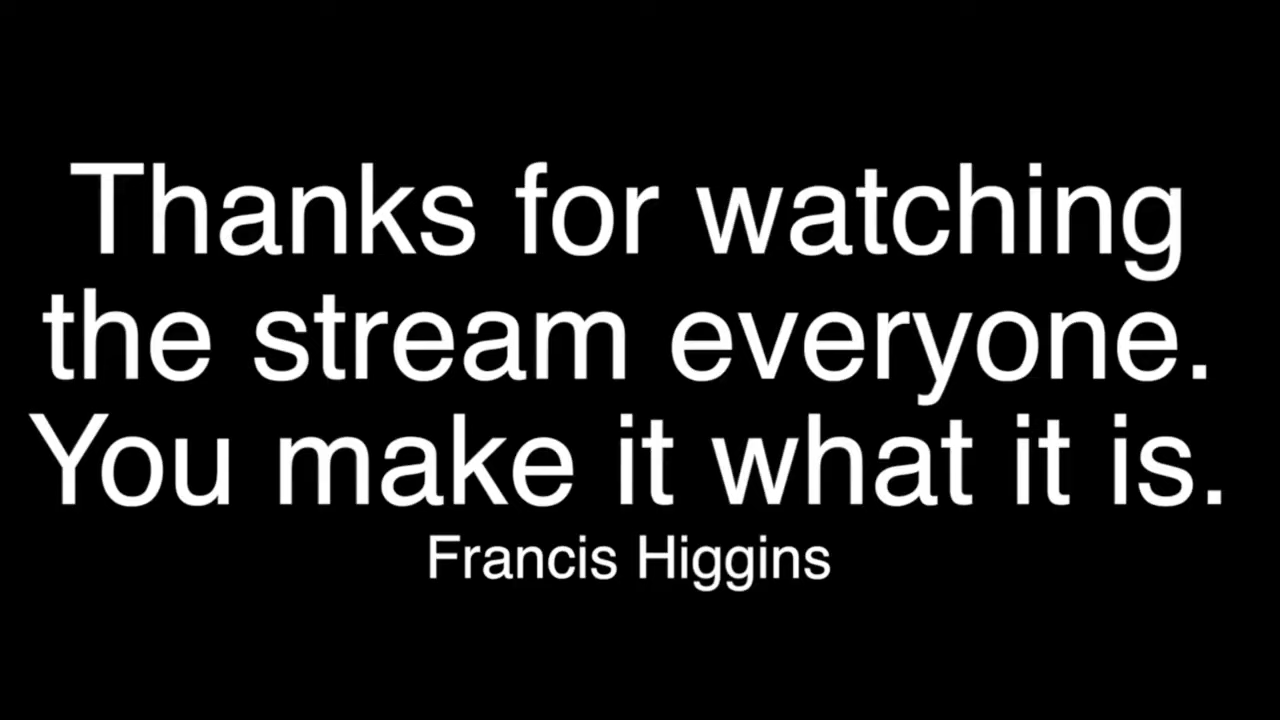 Thanks for watching
the stream everyone.
You make it what it is.
Francis Higgins